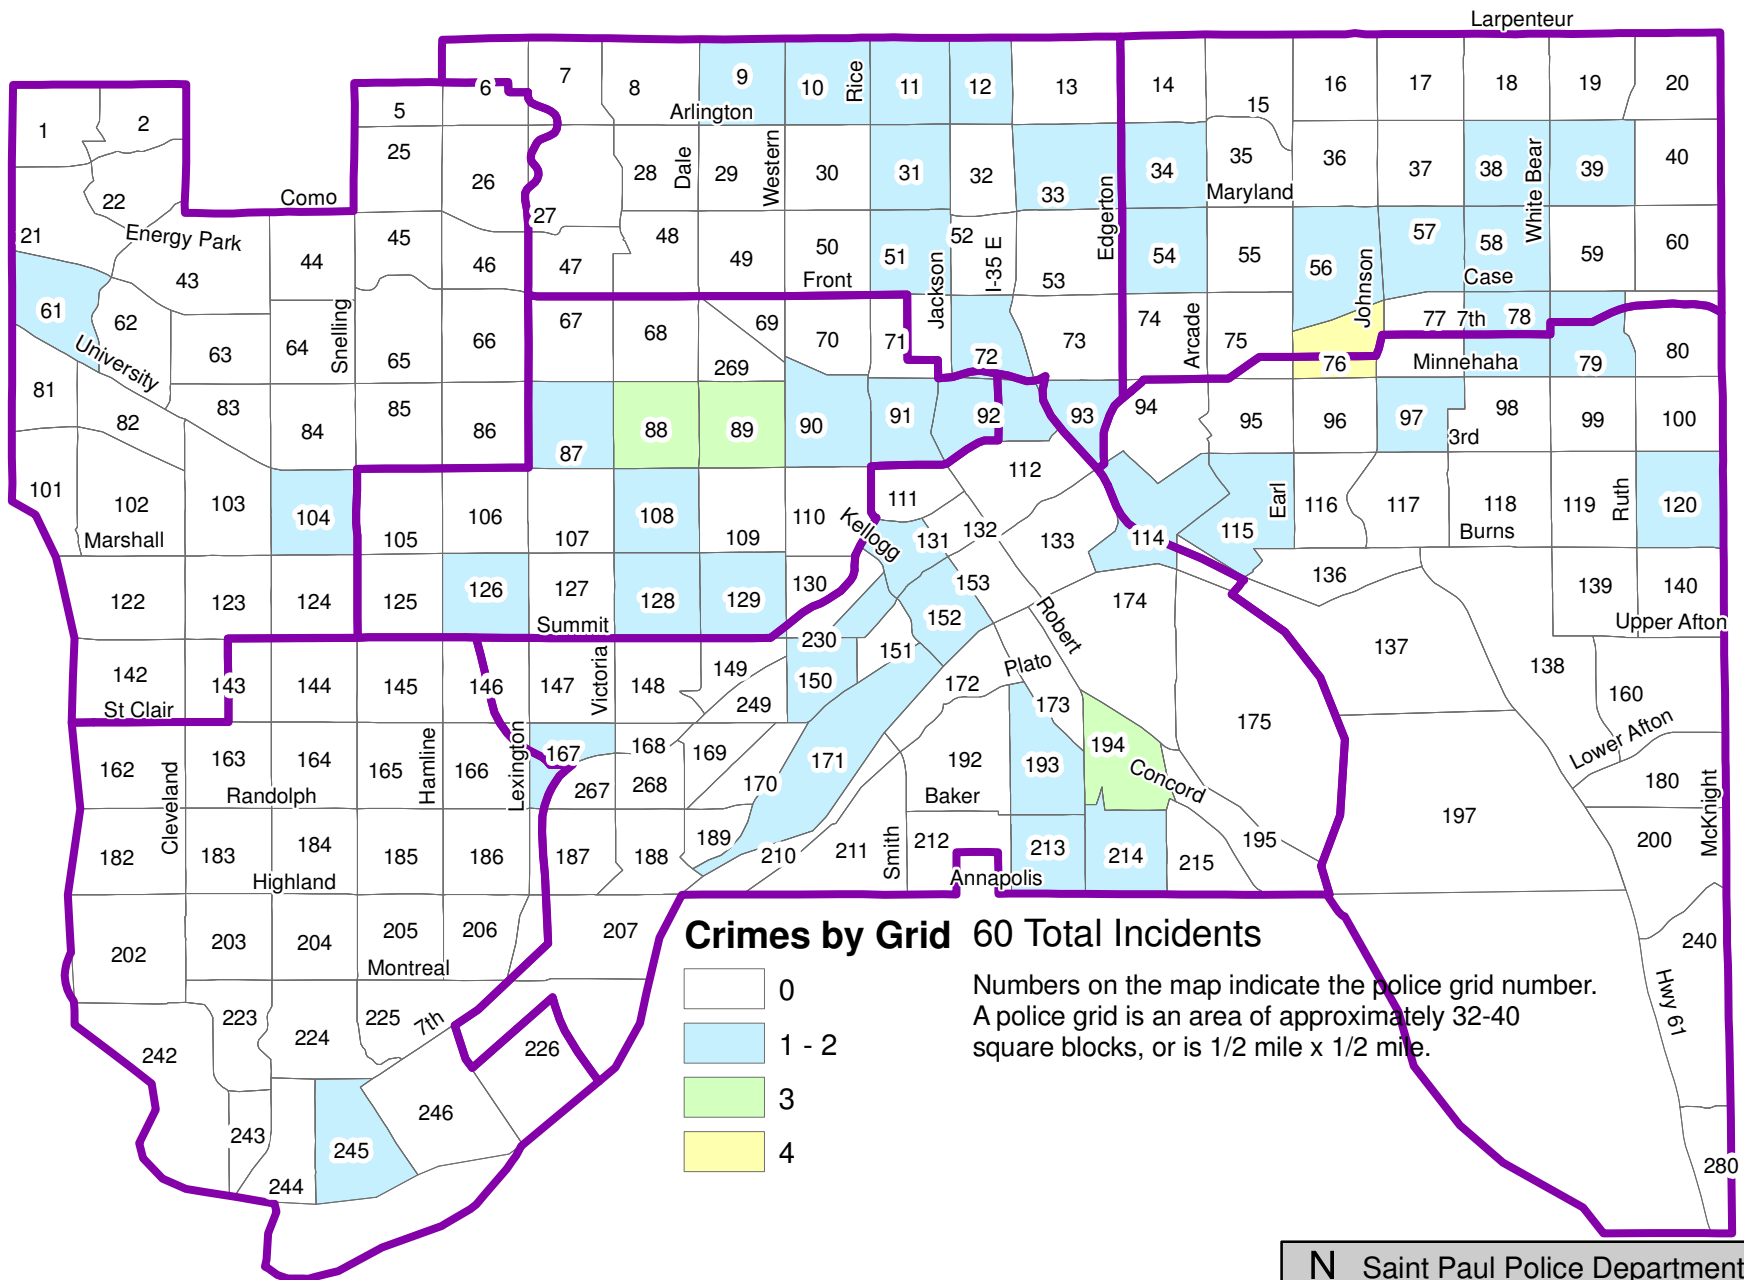 Larpenteur
1 2 5 6 7 8 9 10 Rice 11 12 13 14 15 16 17 18 19 20
Arlington
22 25 26 27 28 Dale 29 Western 30 31 32 33 Edgerton 34 35 36 37 38 White Bear 39 40
Como Maryland
21 Energy Park 43 44 45 46 47 48 49 50 51 52 I-35 E 53 54 55 56 57 58 59 60
Front Jackson Johnson Case
61 62 63 64 Snelling 65 66 67 68 69 269 70 71 72 73 74 Arcade 75 76 77 7th 78 79 80
University Minnehaha
81 82 83 84 85 86 87 88 89 90 91 92 93 94 95 96 97 98 99 100
3rd
101 102 103 104 105 106 107 108 109 110 111 112 114 115 Earl 116 117 118 119 Ruth 120
Marshall Kellogg Burns
122 123 124 125 126 127 128 129 130 131 132 133 136 139 140
Summit Upper Afton
142 143 144 145 146 147 Victoria 148 149 249 230 150 151 152 153 172 Plato Robert 173 174 175 137 138 160
St Clair Lower Afton
162 Cleveland 163 164 165 Hamline 166 Lexington 167 267 168 268 169 170 171 192 193 194 Concord 197 180 McKnight
Randolph Baker
182 183 184 185 186 187 188 189 210 211 Smith 212 213 214 215 195 200
Highland Annapolis
202 203 204 205 206 207 240
Montreal Hwy 61
242 223 224 225 7th 226
243 244 245 246 280
Crimes by Grid 60 Total Incidents
0
1 - 2
3
4
Numbers on the map indicate the police grid number.
A police grid is an area of approximately 32-40
square blocks, or is 1/2 mile x 1/2 mile.
N Saint Paul Police Department